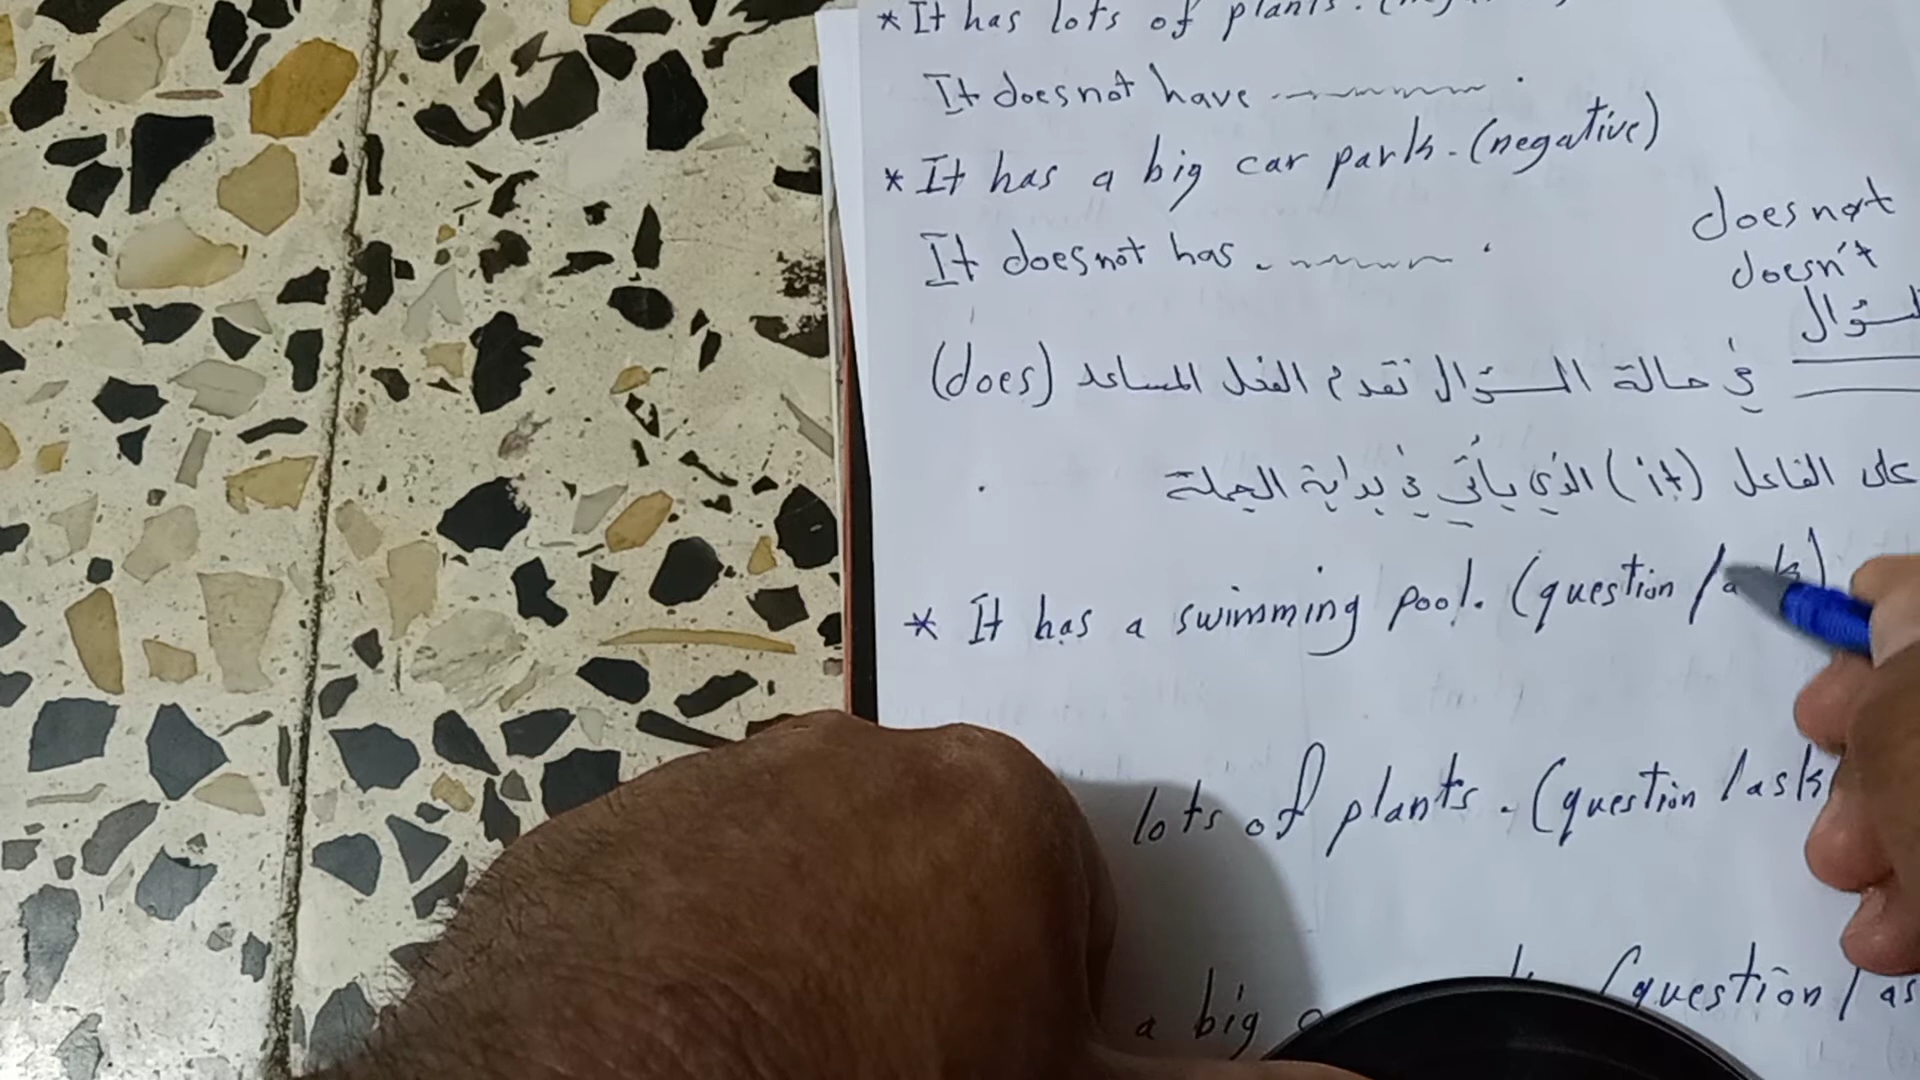 * It has lots of plants.
It does not have .
* It has a big car park. (negative)
It does not has .
does not
doesn't
السؤال
في حالة السؤال نقدم الفعل المساعد (does)
على الفاعل (it) الذي يأتي في بداية الجملة
* It has a swimming pool. (question /
lots of plants. (question / ask
a big (question / as